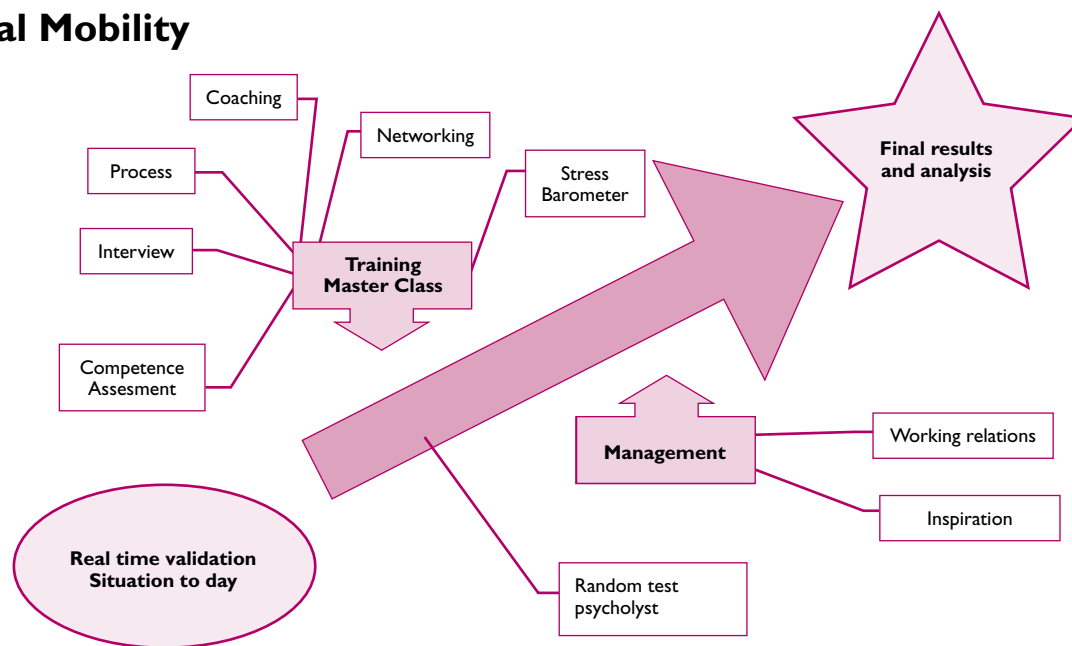 al Mobility
Coaching
Networking
Process
Stress
Barometer
Interview
Training
Master Class
Competence
Assesment
Final results
and analysis
Management
Working relations
Inspiration
Real time validation
Situation to day
Random test
psycholyst